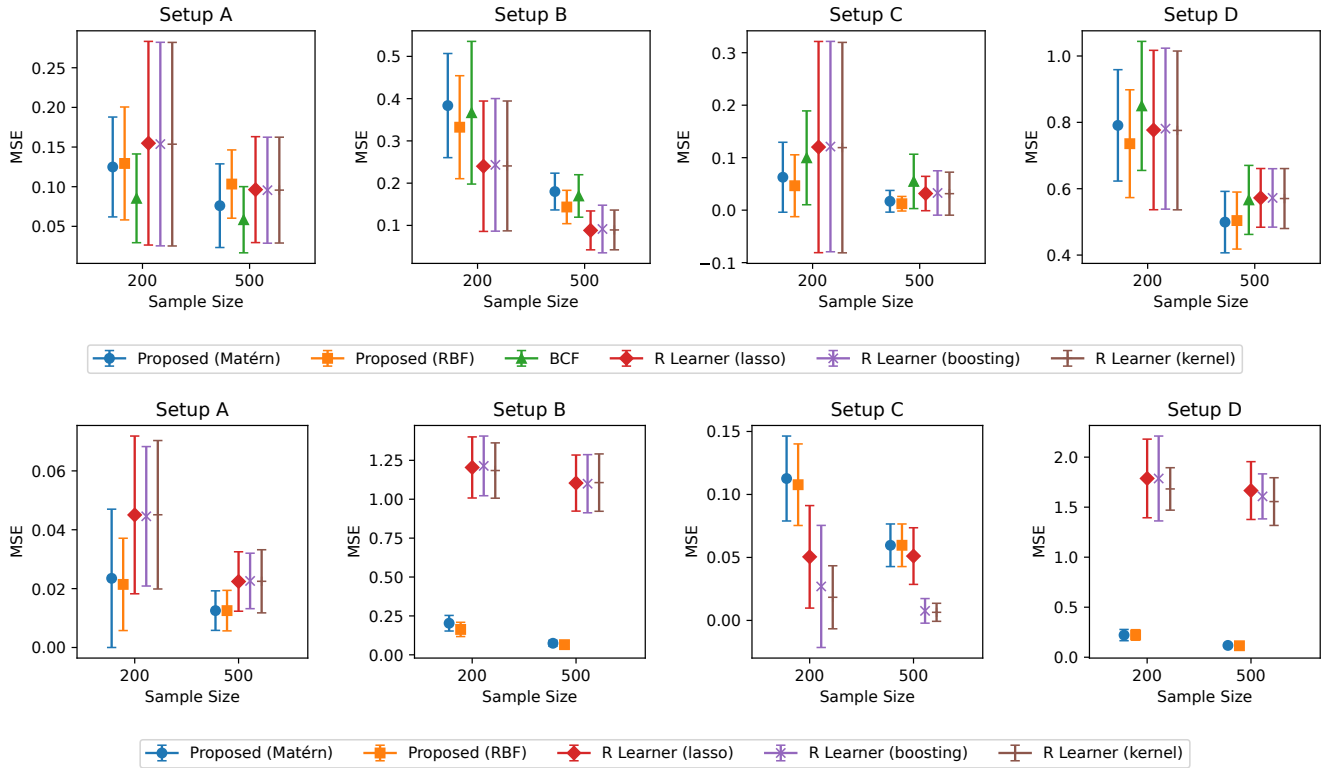 Setup A
MSE
0.25
0.20
0.15
0.10
0.05
200
500
Sample Size
Setup B
MSE
0.5
0.4
0.3
0.2
0.1
200
500
Sample Size
Setup C
MSE
0.3
0.2
0.1
0.0
−0.1
200
500
Sample Size
Setup D
MSE
1.0
0.8
0.6
0.4
200
500
Sample Size
Proposed (Matérn) Proposed (RBF) BCF R Learner (lasso) R Learner (boosting) R Learner (kernel)
Setup A
MSE
0.06
0.04
0.02
0.00
200
500
Sample Size
Setup B
MSE
1.25
1.00
0.75
0.50
0.25
0.00
200
500
Sample Size
Setup C
MSE
0.15
0.10
0.05
0.00
200
500
Sample Size
Setup D
MSE
2.0
1.5
1.0
0.5
0.0
200
500
Sample Size
Proposed (Matérn) Proposed (RBF) R Learner (lasso) R Learner (boosting) R Learner (kernel)